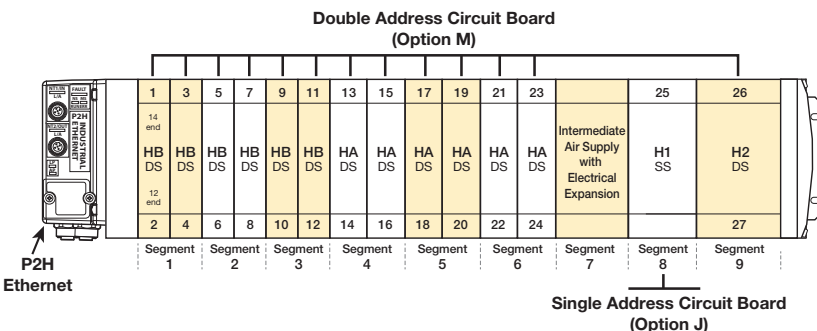 Double Address Circuit Board
(Option M)
NT1/IN
L/A
FAULT
P2H
INDUSTRIAL
ETHERNET
NT2/OUT
L/A
1 3 5 7 9 11 13 15 17 19 21 23 25 26
14
end
HB HB HB HB HB HB HA HA HA HA HA HA H1 H2
DS DS DS DS DS DS DS DS DS DS DS DS SS DS
12
end
Intermediate
Air Supply
with
Electrical
Expansion
2 4 6 8 10 12 14 16 18 20 22 24 27
Segment Segment Segment Segment Segment Segment Segment Segment Segment
1 2 3 4 5 6 7 8 9
P2H
Ethernet
Single Address Circuit Board
(Option J)